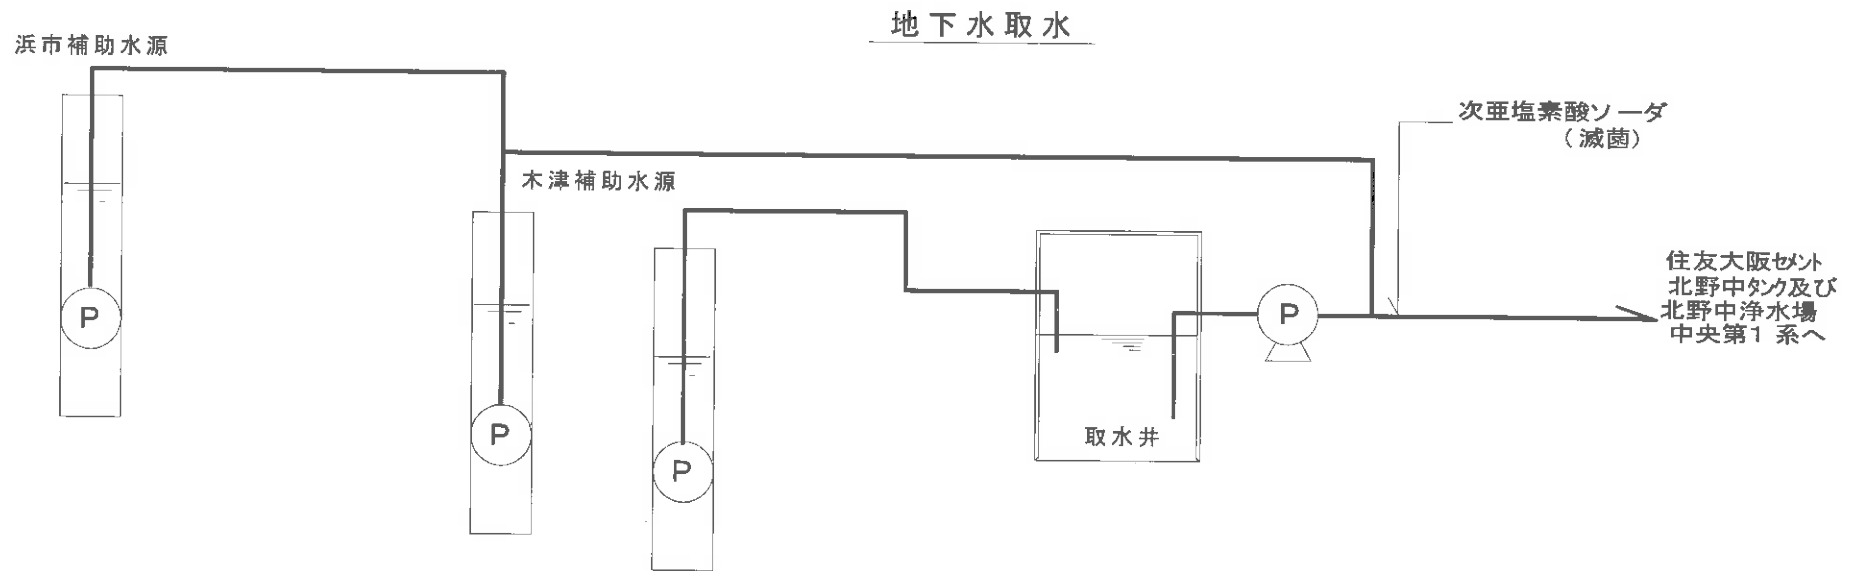 地下水取水
浜市補助水源
次亜塩素酸ソーダ
（滅菌）
木津補助水源
住友大阪セメント
北野中タンク及び
北野中浄水場
中央第1系へ
P
P
P
P
取水井